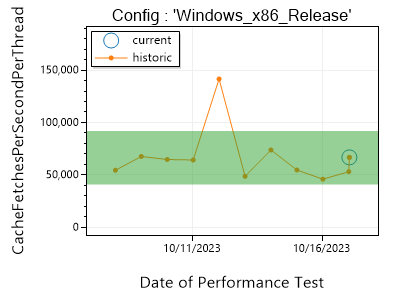 Config : 'Windows_x86_Release'
current
historic
CacheFetchesPerSecondPerThread
150,000
100,000
50,000
0
10/11/2023
10/16/2023
Date of Performance Test